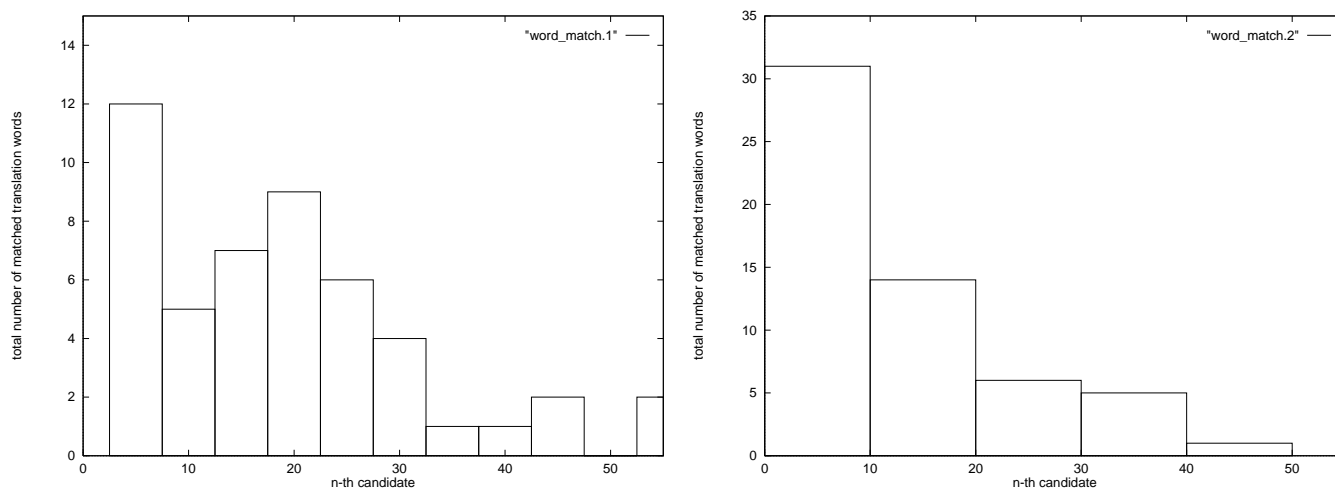 "word_match.1"
14
12
10
8
6
4
2
0
total number of matched translation words
0 10 20 30 40 50
n-th candidate
"word_match.2"
35
30
25
20
15
10
5
0
total number of matched translation words
0 10 20 30 40 50
n-th candidate